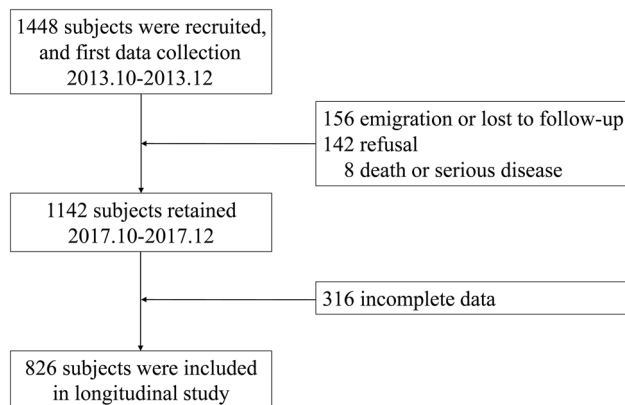 1448 subjects were recruited,
and first data collection
2013.10-2013.12
156 emigration or lost to follow-up
142 refusal
8 death or serious disease
1142 subjects retained
2017.10-2017.12
316 incomplete data
826 subjects were included
in longitudinal study